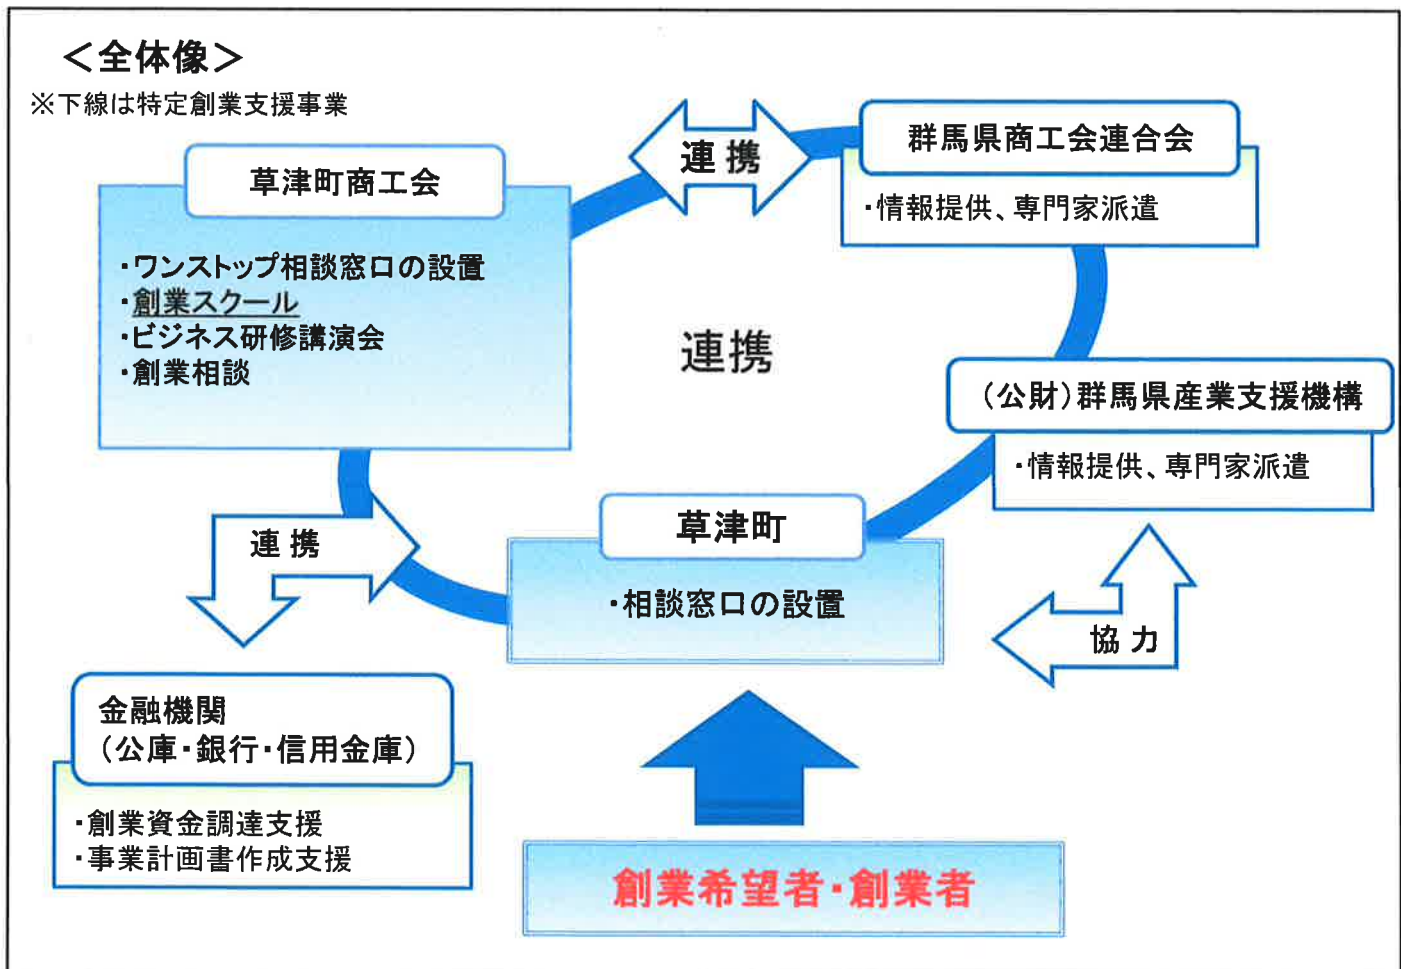 ＜全体像＞
※下線は特定創業支援事業
草津町商工会
・ワンストップ相談窓口の設置
・創業スクール
・ビジネス研修講演会
・創業相談
連携
群馬県商工会連合会
・情報提供、専門家派遣
連携
（公財）群馬県産業支援機構
・情報提供、専門家派遣
連携
草津町
・相談窓口の設置
協力
金融機関
（公庫・銀行・信用金庫）
・創業資金調達支援
・事業計画書作成支援
創業希望者・創業者